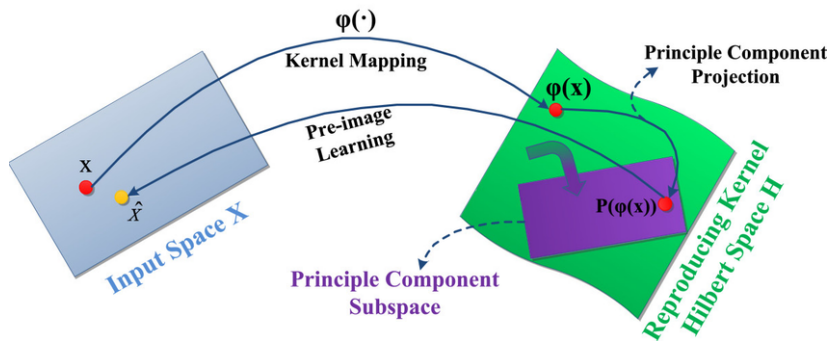 φ(·)
Kernel Mapping
Principle Component
Projection
φ(x)
Pre-image
Learning
x
x̂
P(φ(x))
Input Space X
Principle Component
Subspace
Reproducing Kernel
Hilbert Space H